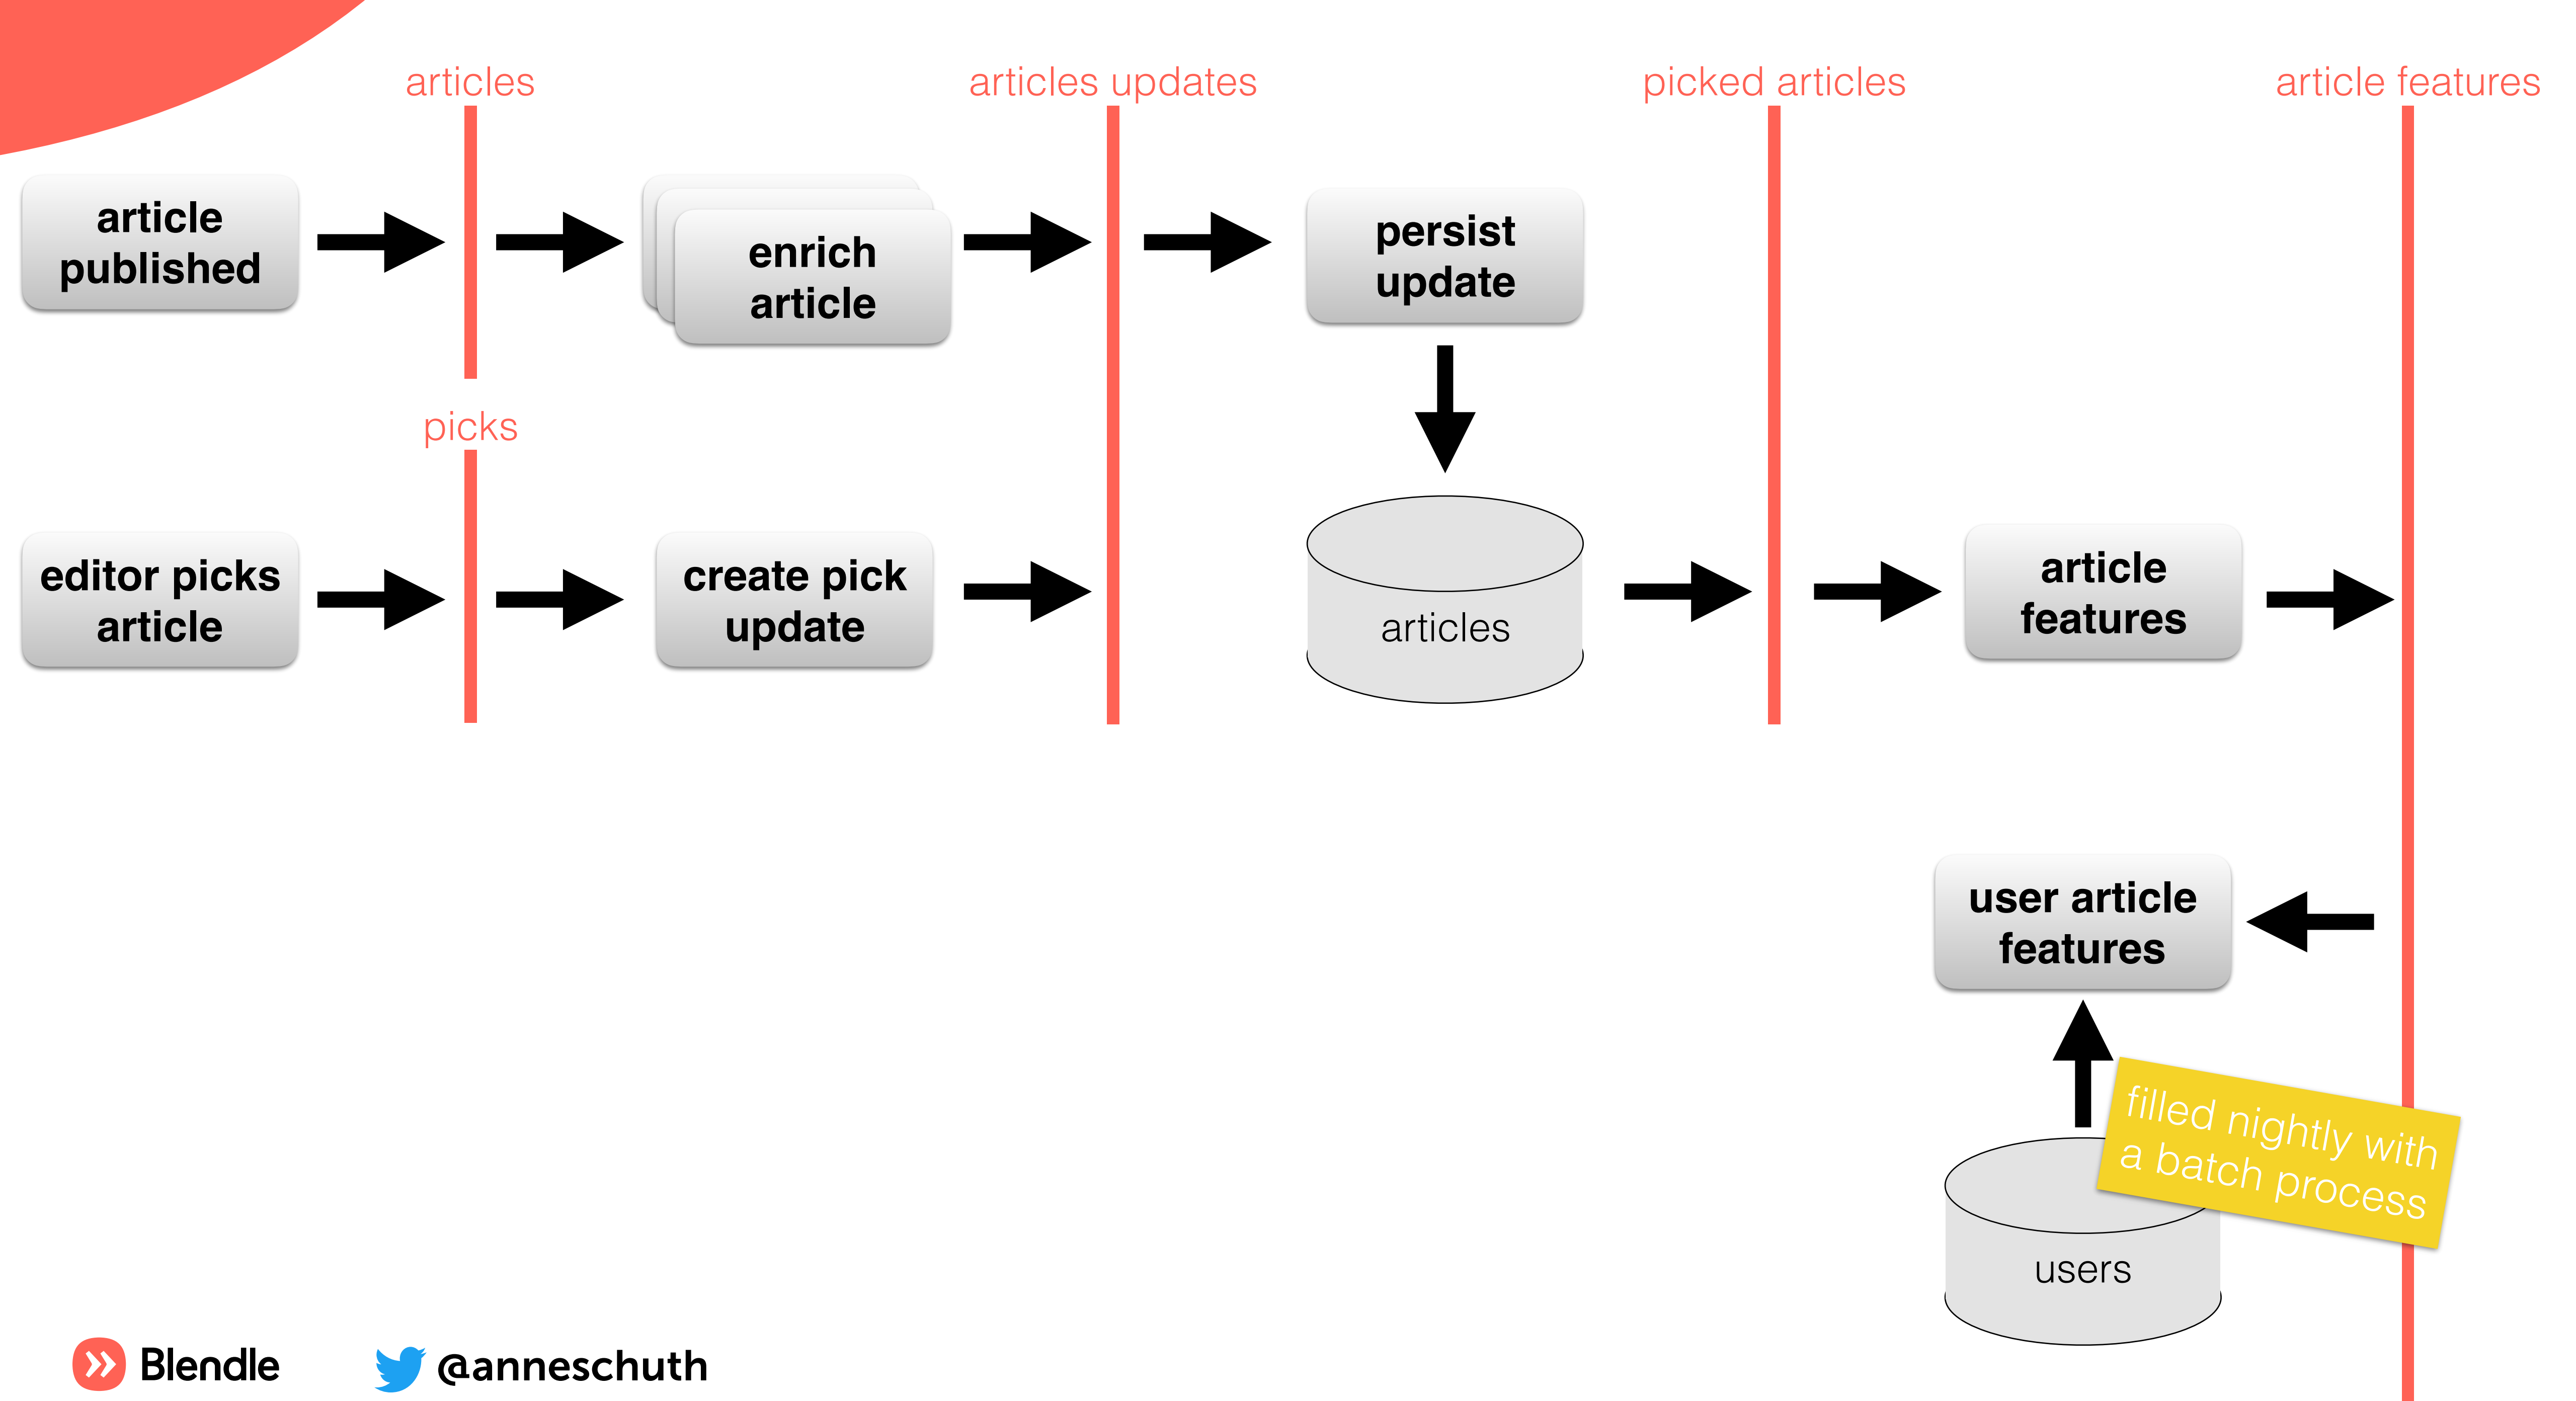 articles
articles updates
picked articles
article features
article
published
enrich
article
persist
update
picks
editor picks
article
create pick
update
articles
article
features
user article
features
filled nightly with
a batch process
users
Blendle
@anneschuth